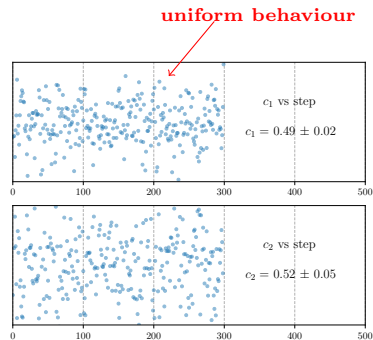 uniform behaviour
c₁ vs step
c₁ = 0.49 ± 0.02
0 100 200 300 400 500
c₂ vs step
c₂ = 0.52 ± 0.05
0 100 200 300 400 500